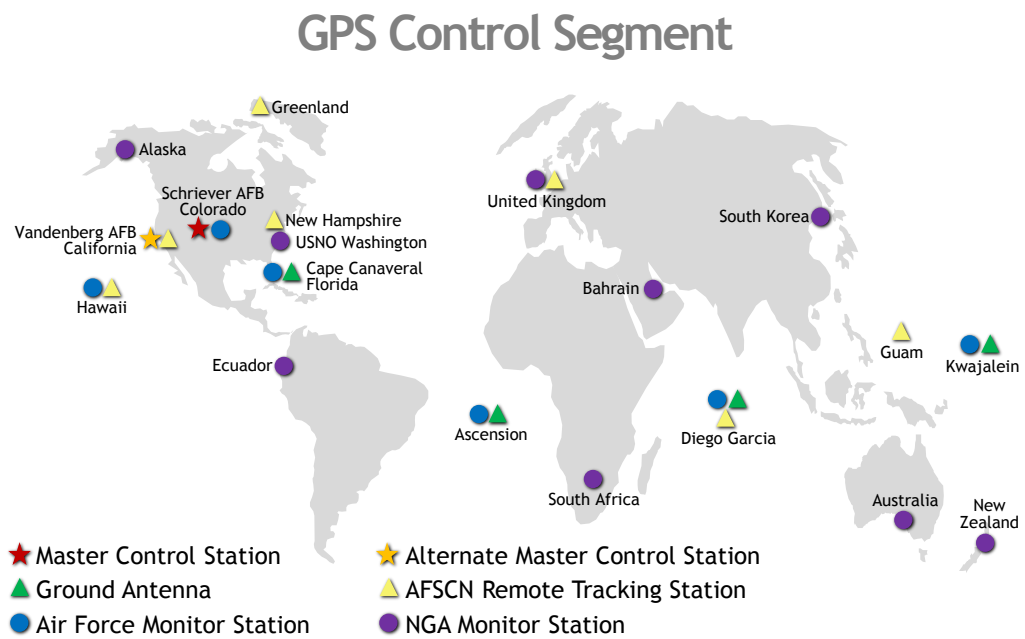 GPS Control Segment
Greenland
Alaska
Schriever AFB
Colorado
United Kingdom
New Hampshire
South Korea
Vandenberg AFB
California
USNO Washington
Cape Canaveral
Florida
Bahrain
Hawaii
Guam
Kwajalein
Ecuador
Ascension
Diego Garcia
South Africa
Australia
New
Zealand
Master Control Station
Alternate Master Control Station
Ground Antenna
AFSCN Remote Tracking Station
Air Force Monitor Station
NGA Monitor Station